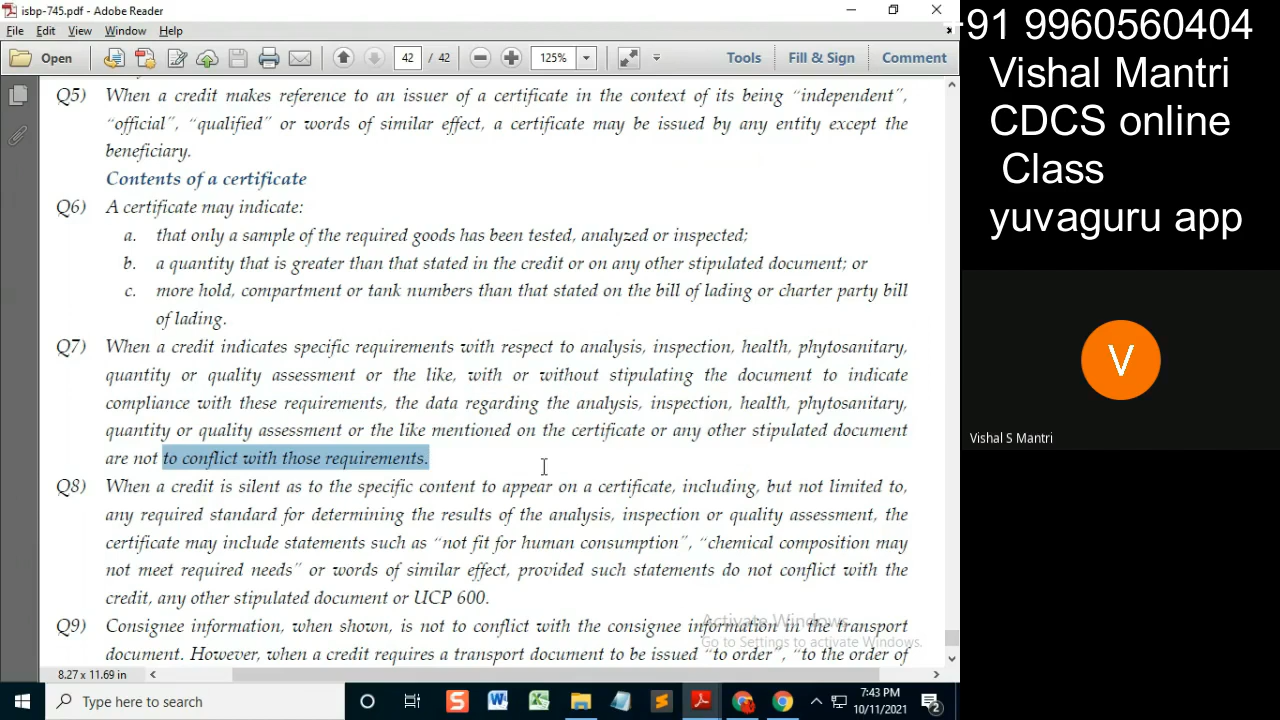 isbp-745.pdf - Adobe Reader
File Edit View Window Help
Open 42 / 42 125% Tools Fill & Sign Comment
Q5) When a credit makes reference to an issuer of a certificate in the context of its being “independent”,
“official”, “qualified” or words of similar effect, a certificate may be issued by any entity except the
beneficiary.
Contents of a certificate
Q6) A certificate may indicate:
a. that only a sample of the required goods has been tested, analyzed or inspected;
b. a quantity that is greater than that stated in the credit or on any other stipulated document; or
c. more hold, compartment or tank numbers than that stated on the bill of lading or charter party bill
of lading.
Q7) When a credit indicates specific requirements with respect to analysis, inspection, health, phytosanitary,
quantity or quality assessment or the like, with or without stipulating the document to indicate
compliance with these requirements, the data regarding the analysis, inspection, health, phytosanitary,
quantity or quality assessment or the like mentioned on the certificate or any other stipulated document
are not to conflict with those requirements.
Q8) When a credit is silent as to the specific content to appear on a certificate, including, but not limited to,
any required standard for determining the results of the analysis, inspection or quality assessment, the
certificate may include statements such as “not fit for human consumption”, “chemical composition may
not meet required needs” or words of similar effect, provided such statements do not conflict with the
credit, any other stipulated document or UCP 600.
Q9) Consignee information, when shown, is not to conflict with the consignee information in the transport
document. However, when a credit requires a transport document to be issued “to order”, “to the order of
Activate Windows
Go to Settings to activate Windows.
8.27 x 11.69 in
Type here to search
7:43 PM
10/11/2021
2
+91 9960560404
Vishal Mantri
CDCS online
Class
yuvaguru app
V
Vishal S Mantri